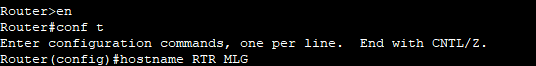 Router>en
Router#conf t
Enter configuration commands, one per line.  End with CNTL/Z.
Router(config)#hostname RTR MLG